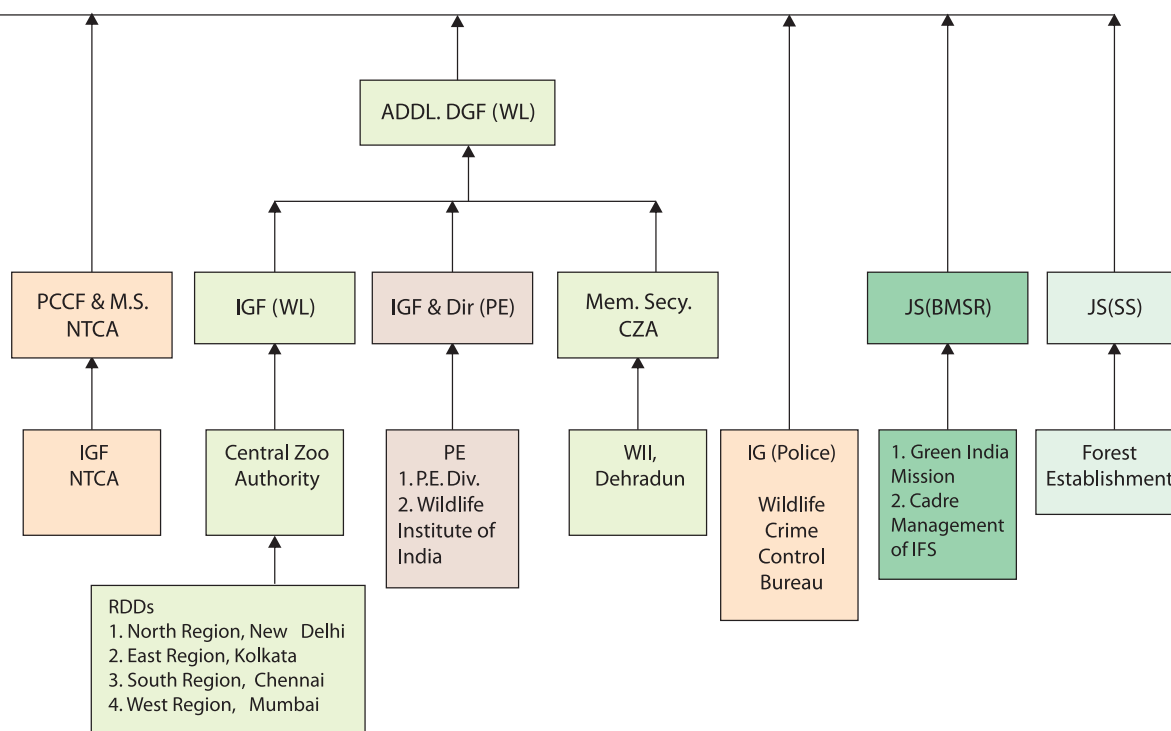 ADDL. DGF (WL)
PCCF & M.S.
NTCA
IGF (WL)
IGF & Dir (PE)
Mem. Secy.
CZA
JS(BMSR)
JS(SS)
IGF
NTCA
Central Zoo
Authority
PE
1. P.E. Div.
2. Wildlife
Institute of
India
WII,
Dehradun
IG (Police)
Wildlife
Crime
Control
Bureau
1. Green India
Mission
2. Cadre
Management
of IFS
Forest
Establishment
RDDs
1. North Region, New Delhi
2. East Region, Kolkata
3. South Region, Chennai
4. West Region, Mumbai